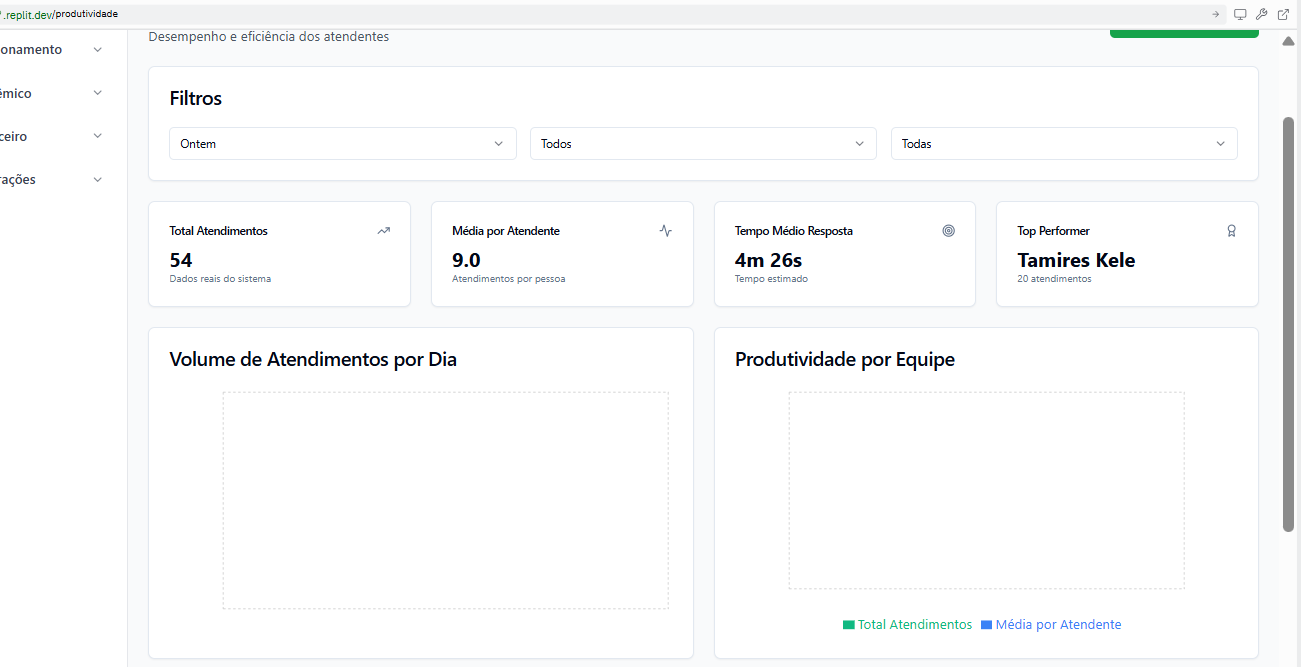 .replit.dev/produtividade
onamento
êmico
ceiro
rações
Desempenho e eficiência dos atendentes
Filtros
Ontem
Todos
Todas
Total Atendimentos
54
Dados reais do sistema
Média por Atendente
9.0
Atendimentos por pessoa
Tempo Médio Resposta
4m 26s
Tempo estimado
Top Performer
Tamires Kele
20 atendimentos
Volume de Atendimentos por Dia
Produtividade por Equipe
Total Atendimentos
Média por Atendente